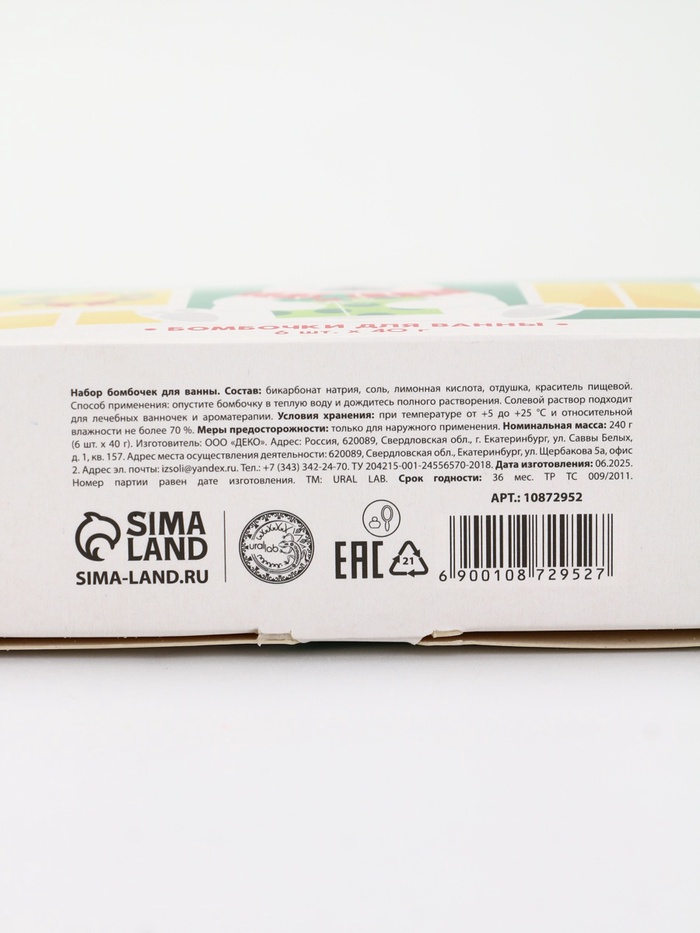 • БОМБОЧКИ ДЛЯ ВАННЫ •
6 шт. х 40 г
Набор бомбочек для ванны. Состав: бикарбонат натрия, соль, лимонная кислота, отдушка, краситель пищевой.
Способ применения: опустите бомбочку в теплую воду и дождитесь полного растворения. Солевой раствор подходит
для лечебных ванночек и ароматерапии. Условия хранения: при температуре от +5 до +25 °С и относительной
влажности не более 70 %. Меры предосторожности: только для наружного применения. Номинальная масса: 240 г
(6 шт. х 40 г). Изготовитель: ООО «ДЕКО». Адрес: Россия, 620089, Свердловская обл., г. Екатеринбург, ул. Саввы Белых,
д. 1, кв. 157. Адрес места осуществления деятельности: 620089, Свердловская обл., г. Екатеринбург, ул. Щербакова 5а, офис
2. Адрес эл. почты: izsoli@yandex.ru. Тел.: +7 (343) 342-24-70. ТУ 204215-001-24556570-2018. Дата изготовления: 06.2025.
Номер партии равен дате изготовления. ТМ: URAL LAB. Срок годности: 36 мес. ТР ТС 009/2011.
АРТ.: 10872952
SIMA
LAND
SIMA-LAND.RU
ural lab
EAC
21
6 900108 729527